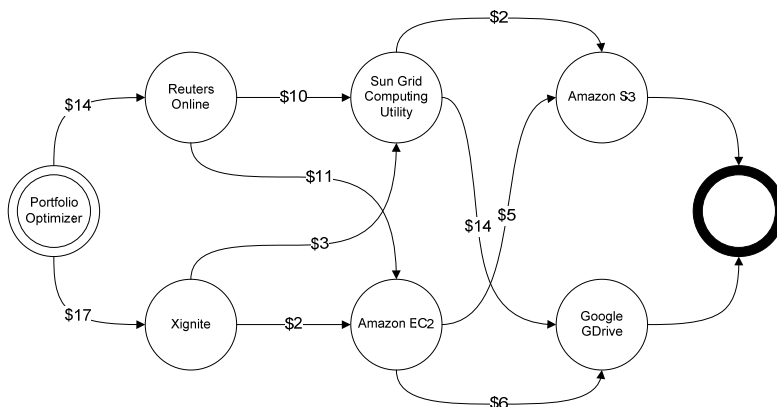 $2
Reuters
Online
Sun Grid
Computing
Utility
Amazon S3
$14
$10
$11
Portfolio
Optimizer
$5
$14
$3
$17
Xignite
$2
Amazon EC2
Google
GDrive
$6